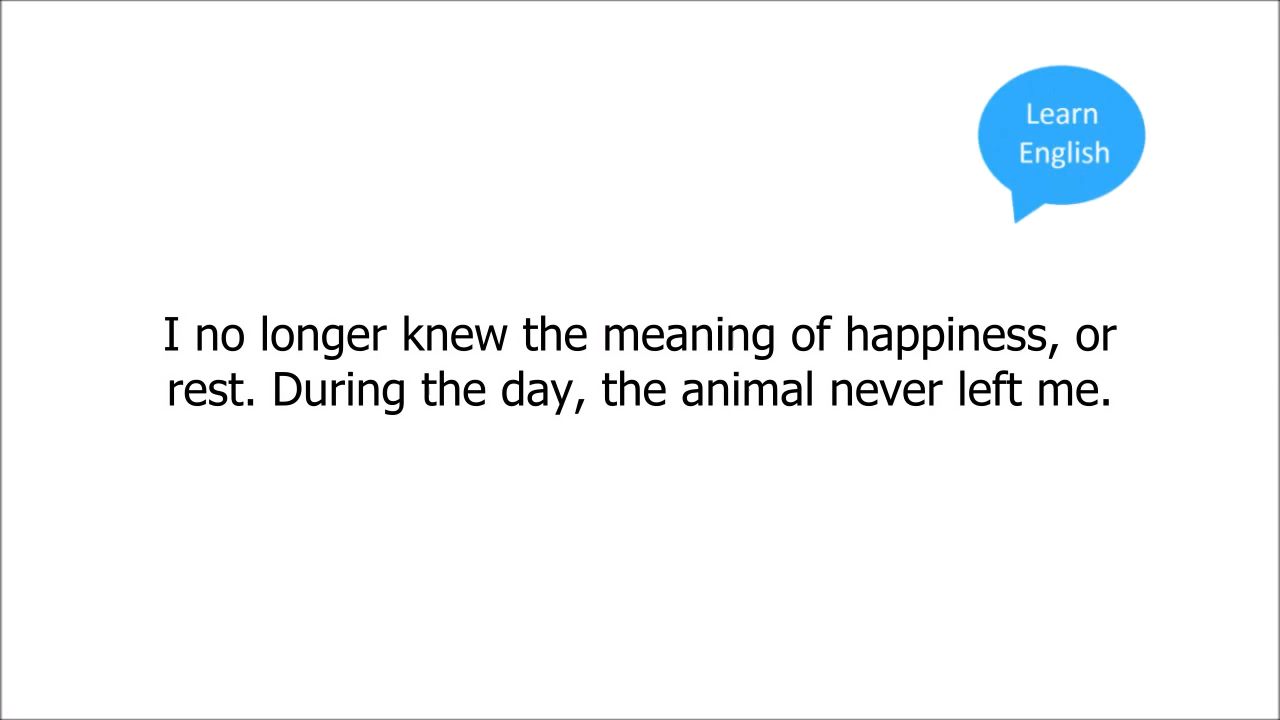 Learn
English
I no longer knew the meaning of happiness, or
rest. During the day, the animal never left me.